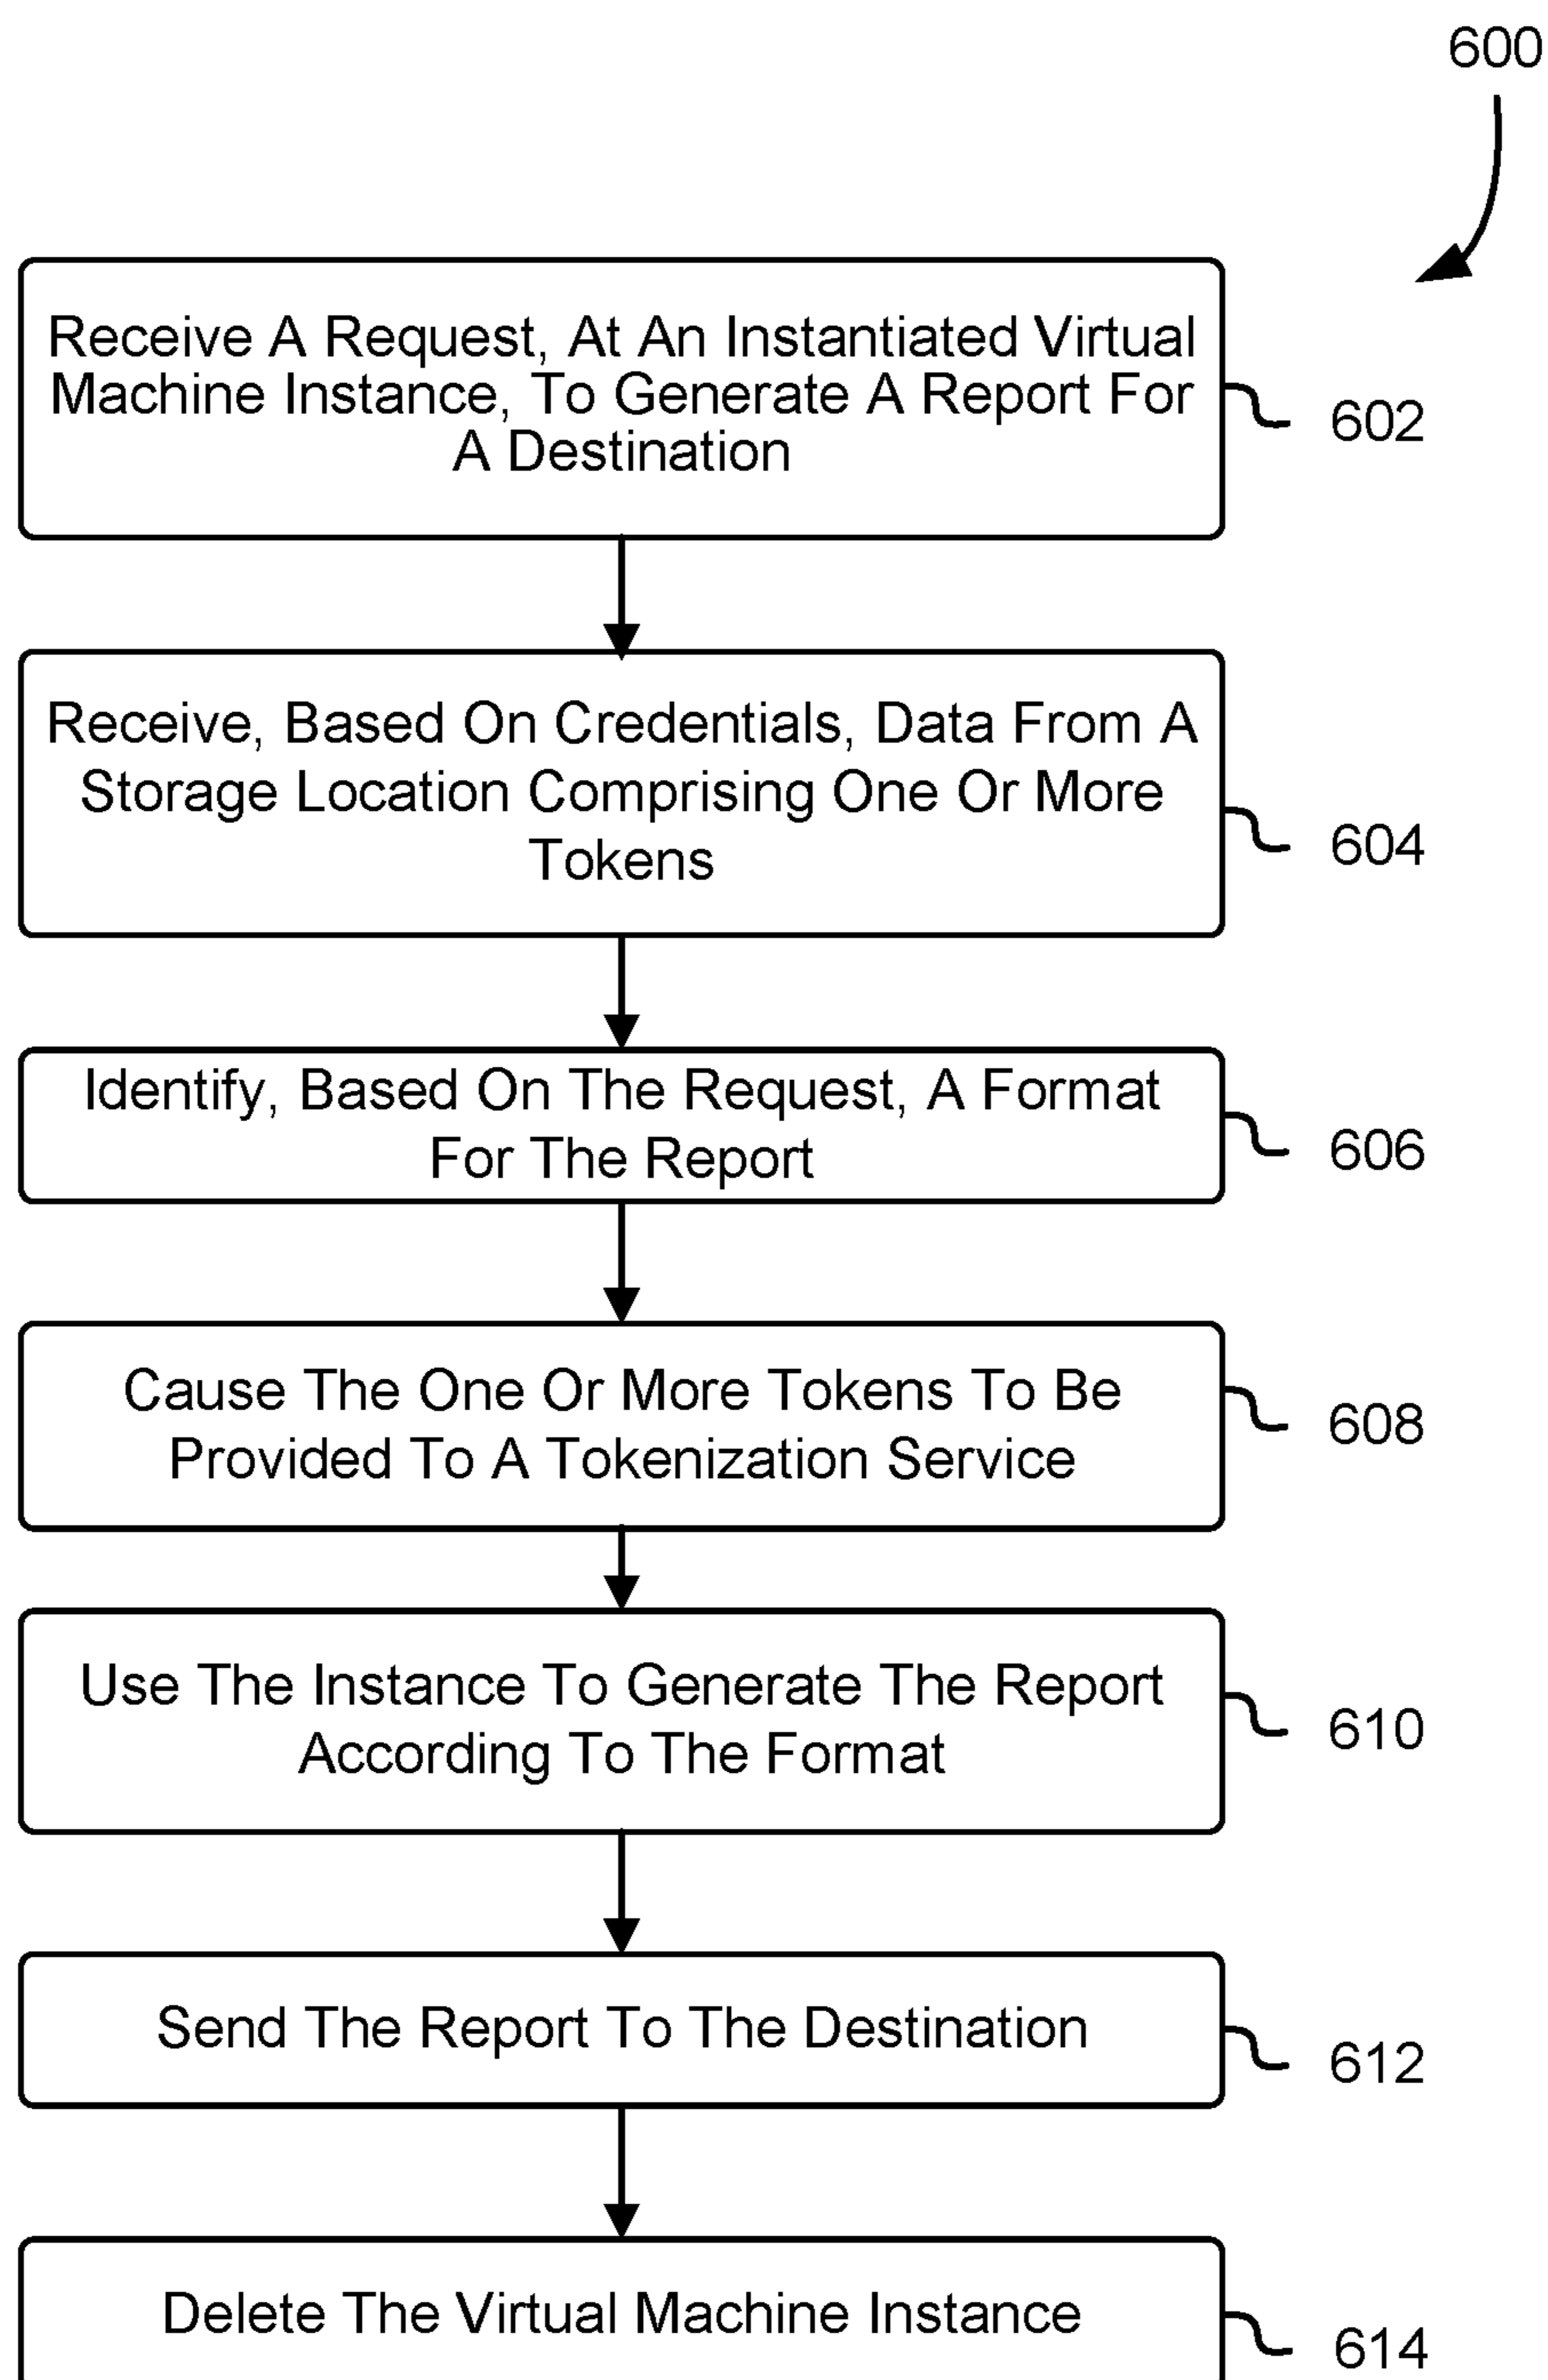 600
Receive A Request, At An Instantiated Virtual
Machine Instance, To Generate A Report For
A Destination
602
Receive, Based On Credentials, Data From A
Storage Location Comprising One Or More
Tokens
604
Identify, Based On The Request, A Format
For The Report
606
Cause The One Or More Tokens To Be
Provided To A Tokenization Service
608
Use The Instance To Generate The Report
According To The Format
610
Send The Report To The Destination
612
Delete The Virtual Machine Instance
614